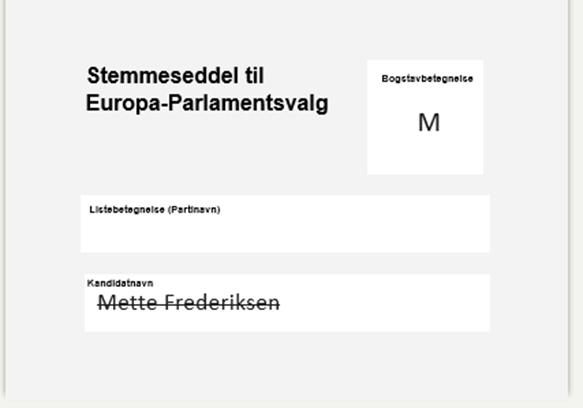 Stemmeseddel til
Europa-Parlamentsvalg
Bogstavbetegnelse
M
Listebetegnelse (Partinavn)
Kandidatnavn
Mette Frederiksen